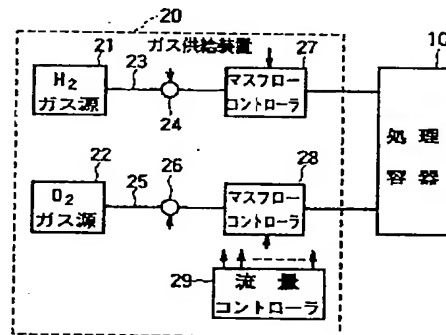 20
ガス供給装置
21
H2
ガス源
23
24
27
マスフロー
コントローラ
10
処理
容器
22
O2
ガス源
25
26
28
マスフロー
コントローラ
29
流量
コントローラ